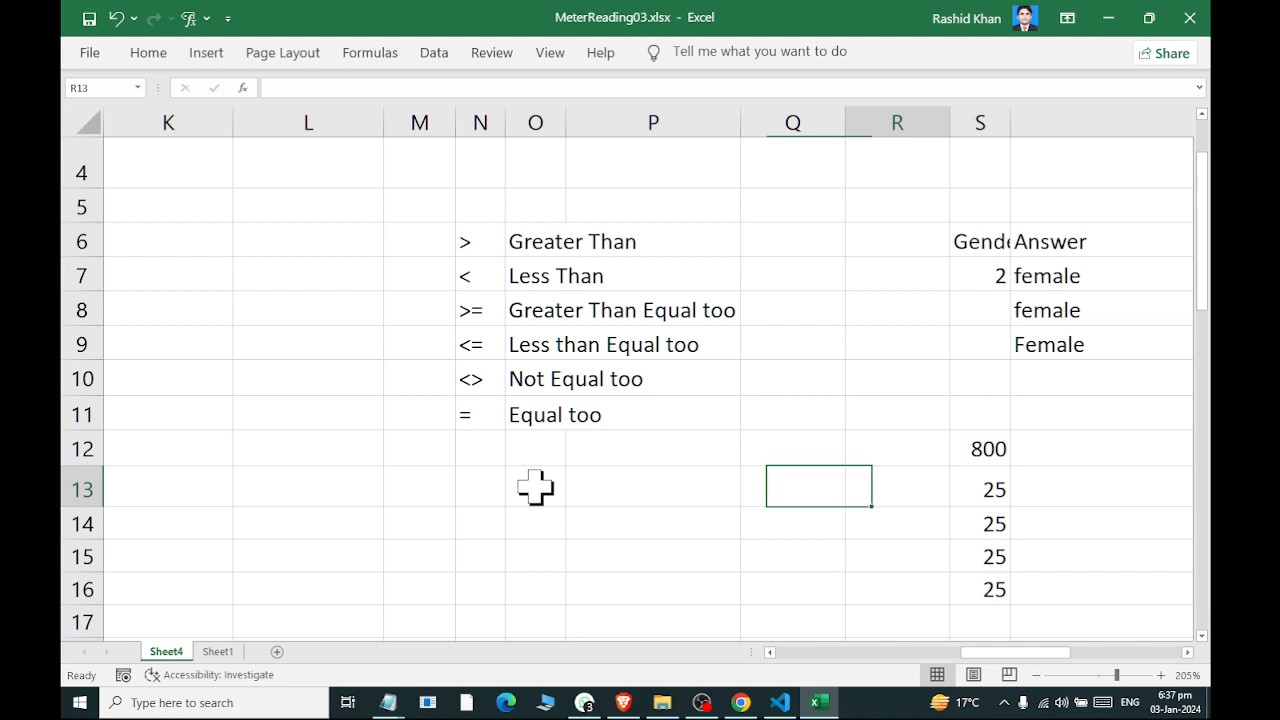 MeterReading03.xlsx - Excel
Rashid Khan
File Home Insert Page Layout Formulas Data Review View Help Tell me what you want to do Share
R13 fx
K L M N O P Q R S
4
5
6 > Greater Than Gende Answer
7 < Less Than 2 female
8 >= Greater Than Equal too female
9 <= Less than Equal too Female
10 <> Not Equal too
11 = Equal too
12 800
13 25
14 25
15 25
16 25
17
Sheet4 Sheet1
Ready Accessibility: Investigate 205%
Type here to search 3 17°C ENG 6:37 pm
03-Jan-2024